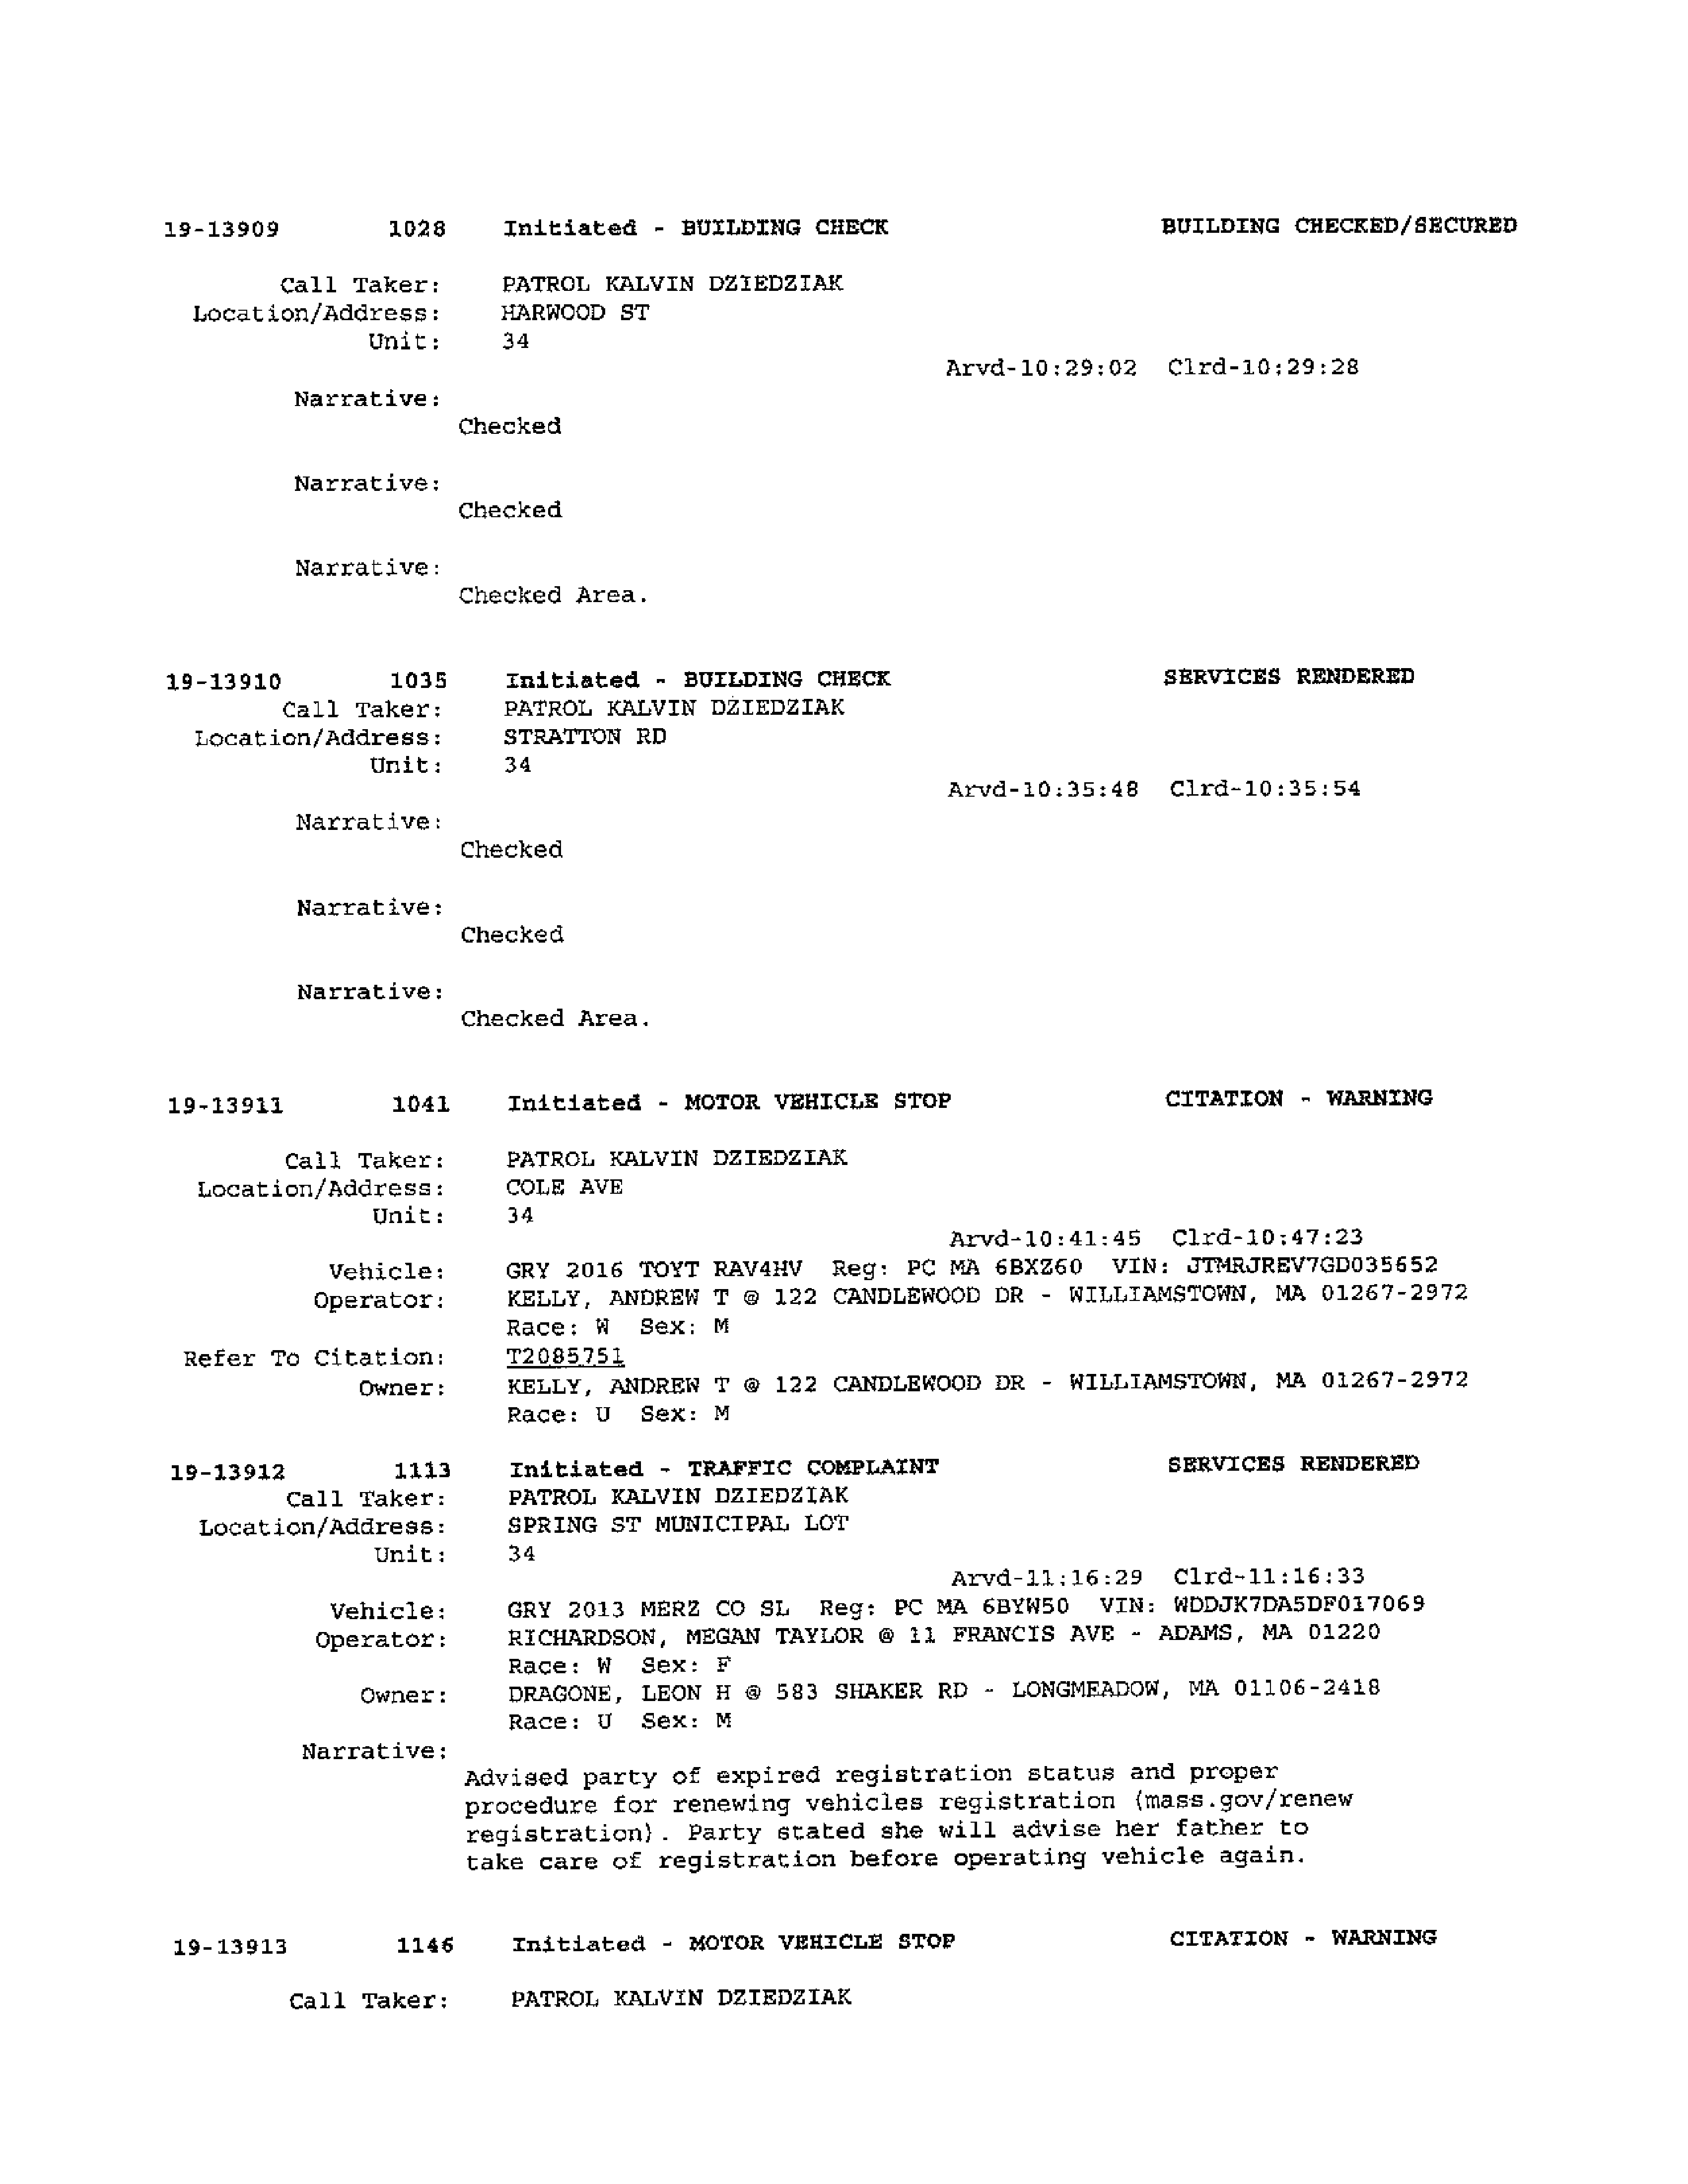 19-13909 1028 Initiated - BUILDING CHECK BUILDING CHECKED/SECURED
Call Taker: PATROL KALVIN DZIEDZIAK
Location/Address: HARWOOD ST
Unit: 34
Arvd-10:29:02 Clrd-10:29:28
Narrative:
Checked
Narrative:
Checked
Narrative:
Checked Area.
19-13910 1035 Initiated - BUILDING CHECK SERVICES RENDERED
Call Taker: PATROL KALVIN DZIEDZIAK
Location/Address: STRATTON RD
Unit: 34
Arvd-10:35:48 Clrd-10:35:54
Narrative:
Checked
Narrative:
Checked
Narrative:
Checked Area.
19-13911 1041 Initiated - MOTOR VEHICLE STOP CITATION - WARNING
Call Taker: PATROL KALVIN DZIEDZIAK
Location/Address: COLE AVE
Unit: 34
Arvd-10:41:45 Clrd-10:47:23
Vehicle: GRY 2016 TOYT RAV4HV Reg: PC MA 6BXZ60 VIN: JTMRJREV7GD035652
Operator: KELLY, ANDREW T @ 122 CANDLEWOOD DR - WILLIAMSTOWN, MA 01267-2972
Race: W Sex: M
Refer To Citation: T2085751
Owner: KELLY, ANDREW T @ 122 CANDLEWOOD DR - WILLIAMSTOWN, MA 01267-2972
Race: U Sex: M
19-13912 1113 Initiated - TRAFFIC COMPLAINT SERVICES RENDERED
Call Taker: PATROL KALVIN DZIEDZIAK
Location/Address: SPRING ST MUNICIPAL LOT
Unit: 34
Arvd-11:16:29 Clrd-11:16:33
Vehicle: GRY 2013 MERZ CO SL Reg: PC MA 6BYW50 VIN: WDDJK7DA5DF017069
Operator: RICHARDSON, MEGAN TAYLOR @ 11 FRANCIS AVE - ADAMS, MA 01220
Race: W Sex: F
Owner: DRAGONE, LEON H @ 583 SHAKER RD - LONGMEADOW, MA 01106-2418
Race: U Sex: M
Narrative:
Advised party of expired registration status and proper
procedure for renewing vehicles registration (mass.gov/renew
registration). Party stated she will advise her father to
take care of registration before operating vehicle again.
19-13913 1146 Initiated - MOTOR VEHICLE STOP CITATION - WARNING
Call Taker: PATROL KALVIN DZIEDZIAK